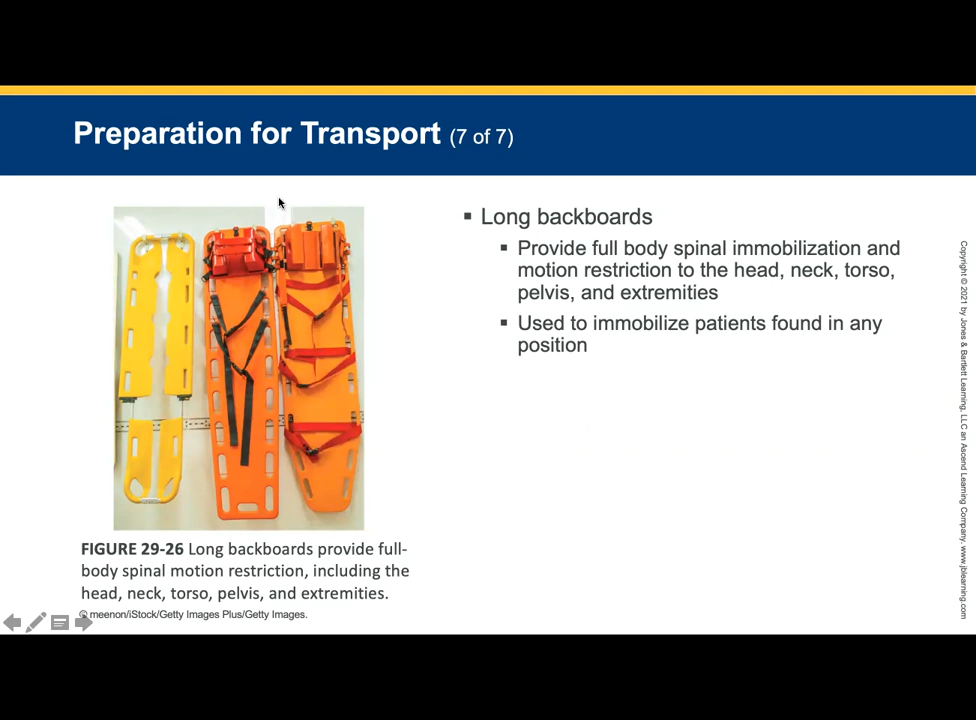 Preparation for Transport (7 of 7)
▪ Long backboards
▪ Provide full body spinal immobilization and
motion restriction to the head, neck, torso,
pelvis, and extremities
▪ Used to immobilize patients found in any
position
FIGURE 29-26 Long backboards provide full-
body spinal motion restriction, including the
head, neck, torso, pelvis, and extremities.
© meenon/iStock/Getty Images Plus/Getty Images.
Copyright © 2021 by Jones & Bartlett Learning, LLC an Ascend Learning Company. www.jblearning.com